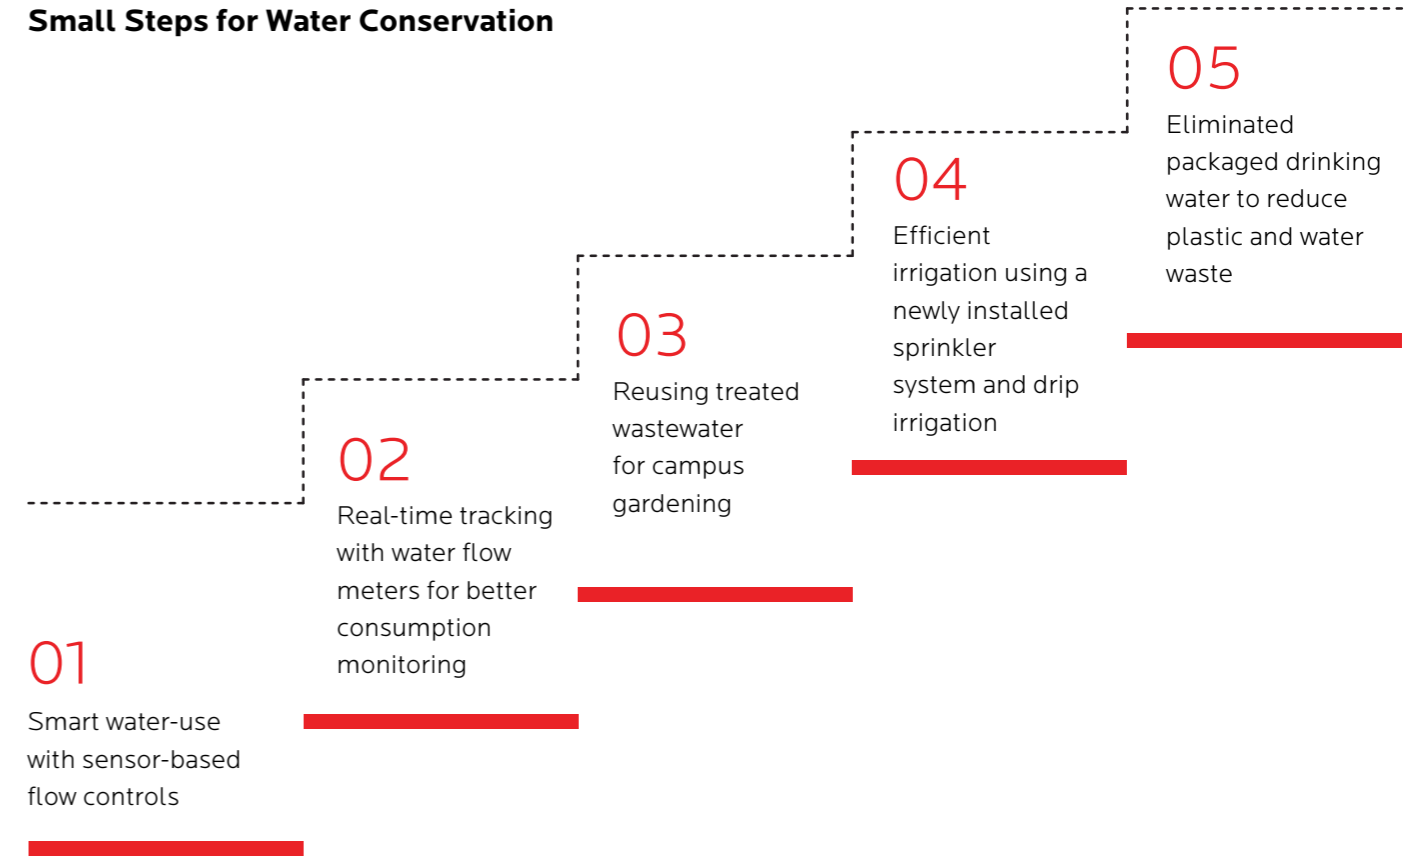 Small Steps for Water Conservation
01
Smart water-use
with sensor-based
flow controls
02
Real-time tracking
with water flow
meters for better
consumption
monitoring
03
Reusing treated
wastewater
for campus
gardening
04
Efficient
irrigation using a
newly installed
sprinkler
system and drip
irrigation
05
Eliminated
packaged drinking
water to reduce
plastic and water
waste